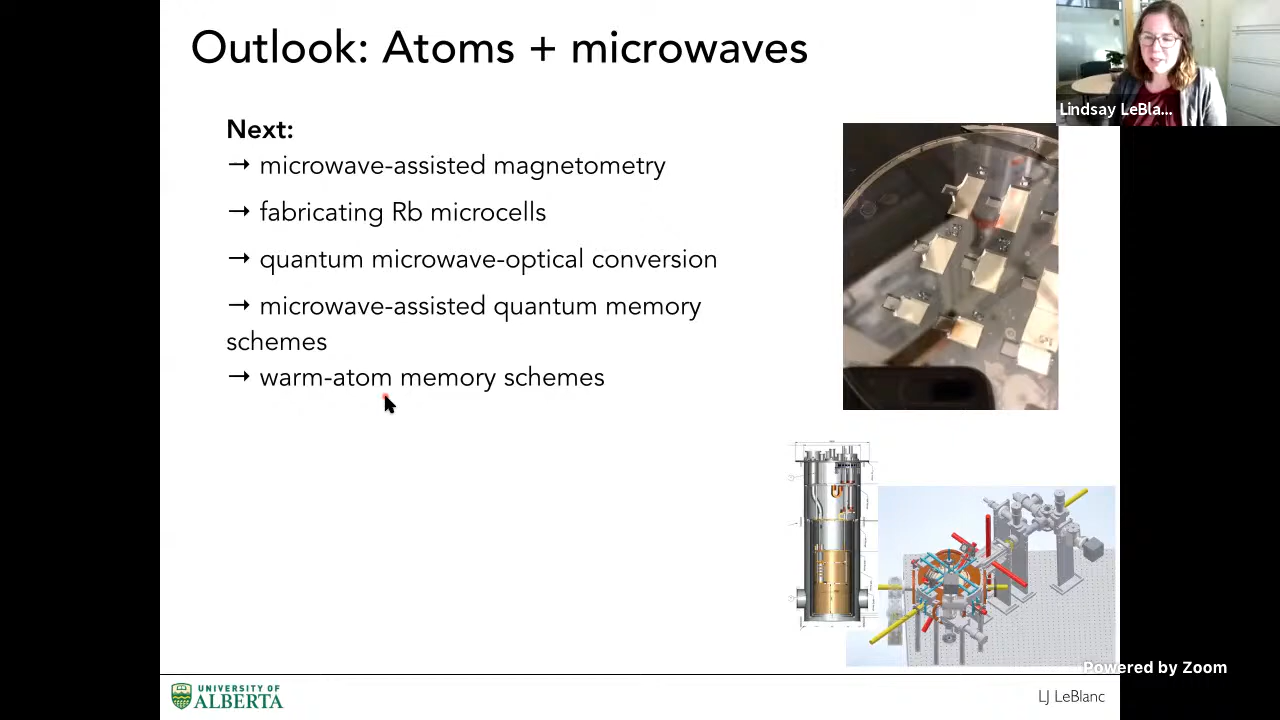 Outlook: Atoms + microwaves
Lindsay LeBla...
Next:
→ microwave-assisted magnetometry
→ fabricating Rb microcells
→ quantum microwave-optical conversion
→ microwave-assisted quantum memory
schemes
→ warm-atom memory schemes
Powered by Zoom
UNIVERSITY OF
ALBERTA
LJ LeBlanc